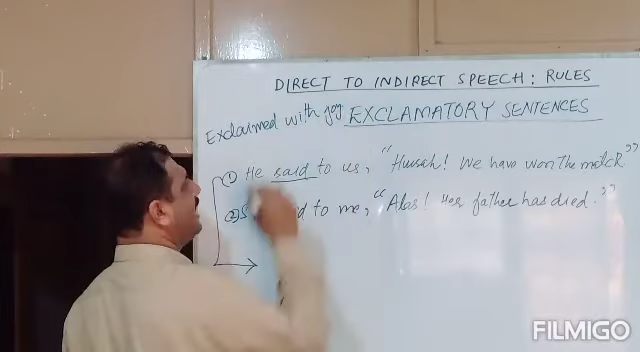 DIRECT TO INDIRECT SPEECH: RULES
Exclaimed with joy EXCLAMATORY SENTENCES
① He said to us, "Hurrah! We have won the match."
② S to me, "Alas! Her father has died."
FILMIGO